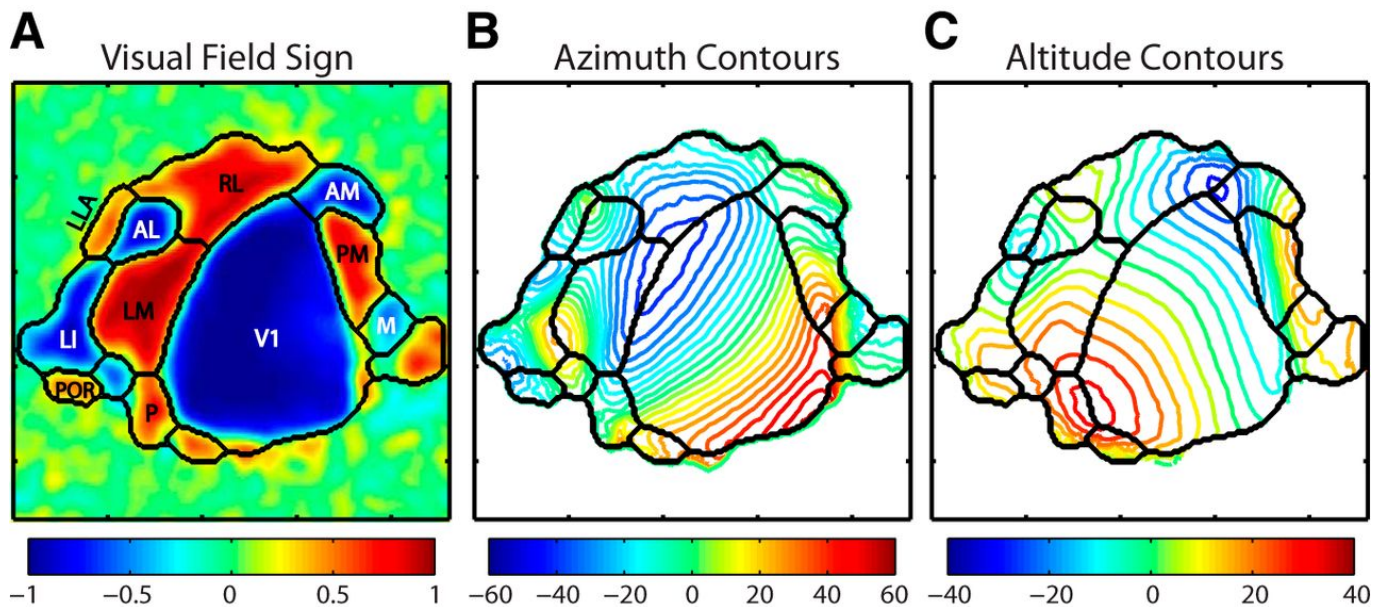 A
Visual Field Sign
B
Azimuth Contours
C
Altitude Contours
RL
AM
LLA
AL
PM
LM
M
V1
LI
POR
P
−1 −0.5 0 0.5 1
−60 −40 −20 0 20 40 60
−40 −20 0 20 40